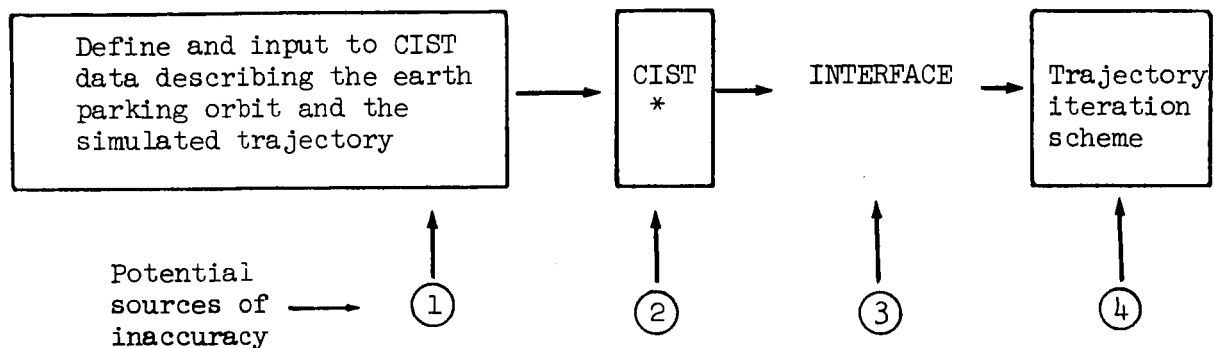 Define and input to CIST
data describing the earth
parking orbit and the
simulated trajectory
CIST
*
INTERFACE
Trajectory
iteration
scheme
Potential
sources of
inaccuracy
1
2
3
4